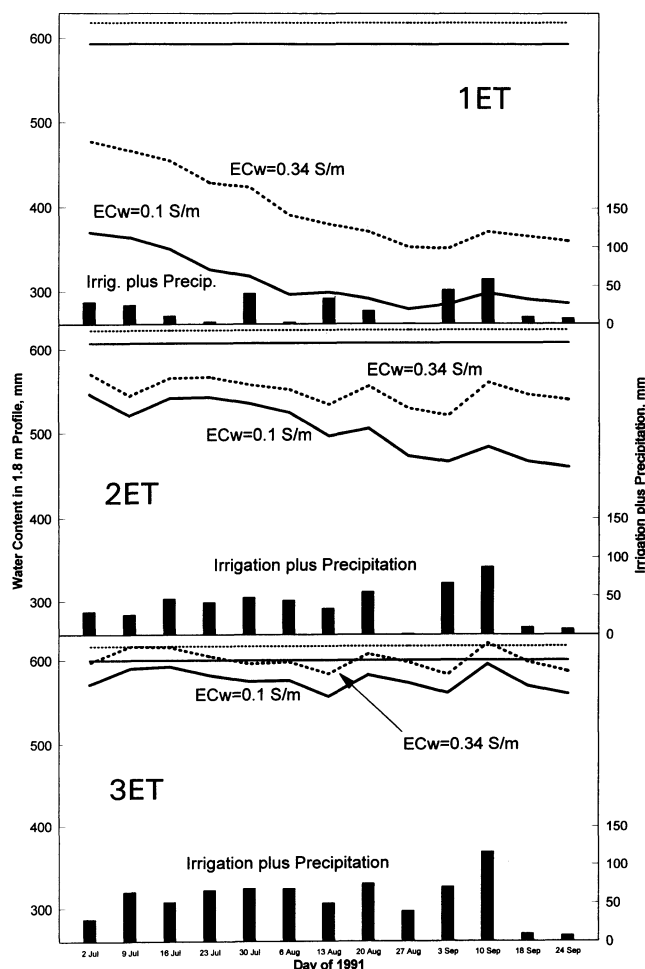 600
1ET
500
ECw=0.34 S/m
ECw=0.1 S/m
400
150
100
Irrig. plus Precip.
300
50
0
600
ECw=0.34 S/m
500
ECw=0.1 S/m
2ET
400
150
Irrigation plus Precipitation
100
300
50
0
600
ECw=0.1 S/m
ECw=0.34 S/m
500
3ET
400
150
Irrigation plus Precipitation
100
300
50
0
2 Jul 9 Jul 16 Jul 23 Jul 30 Jul 6 Aug 13 Aug 20 Aug 27 Aug 3 Sep 10 Sep 18 Sep 24 Sep
Day of 1991
Water Content in 1.8 m Profile, mm
Irrigation plus Precipitation, mm